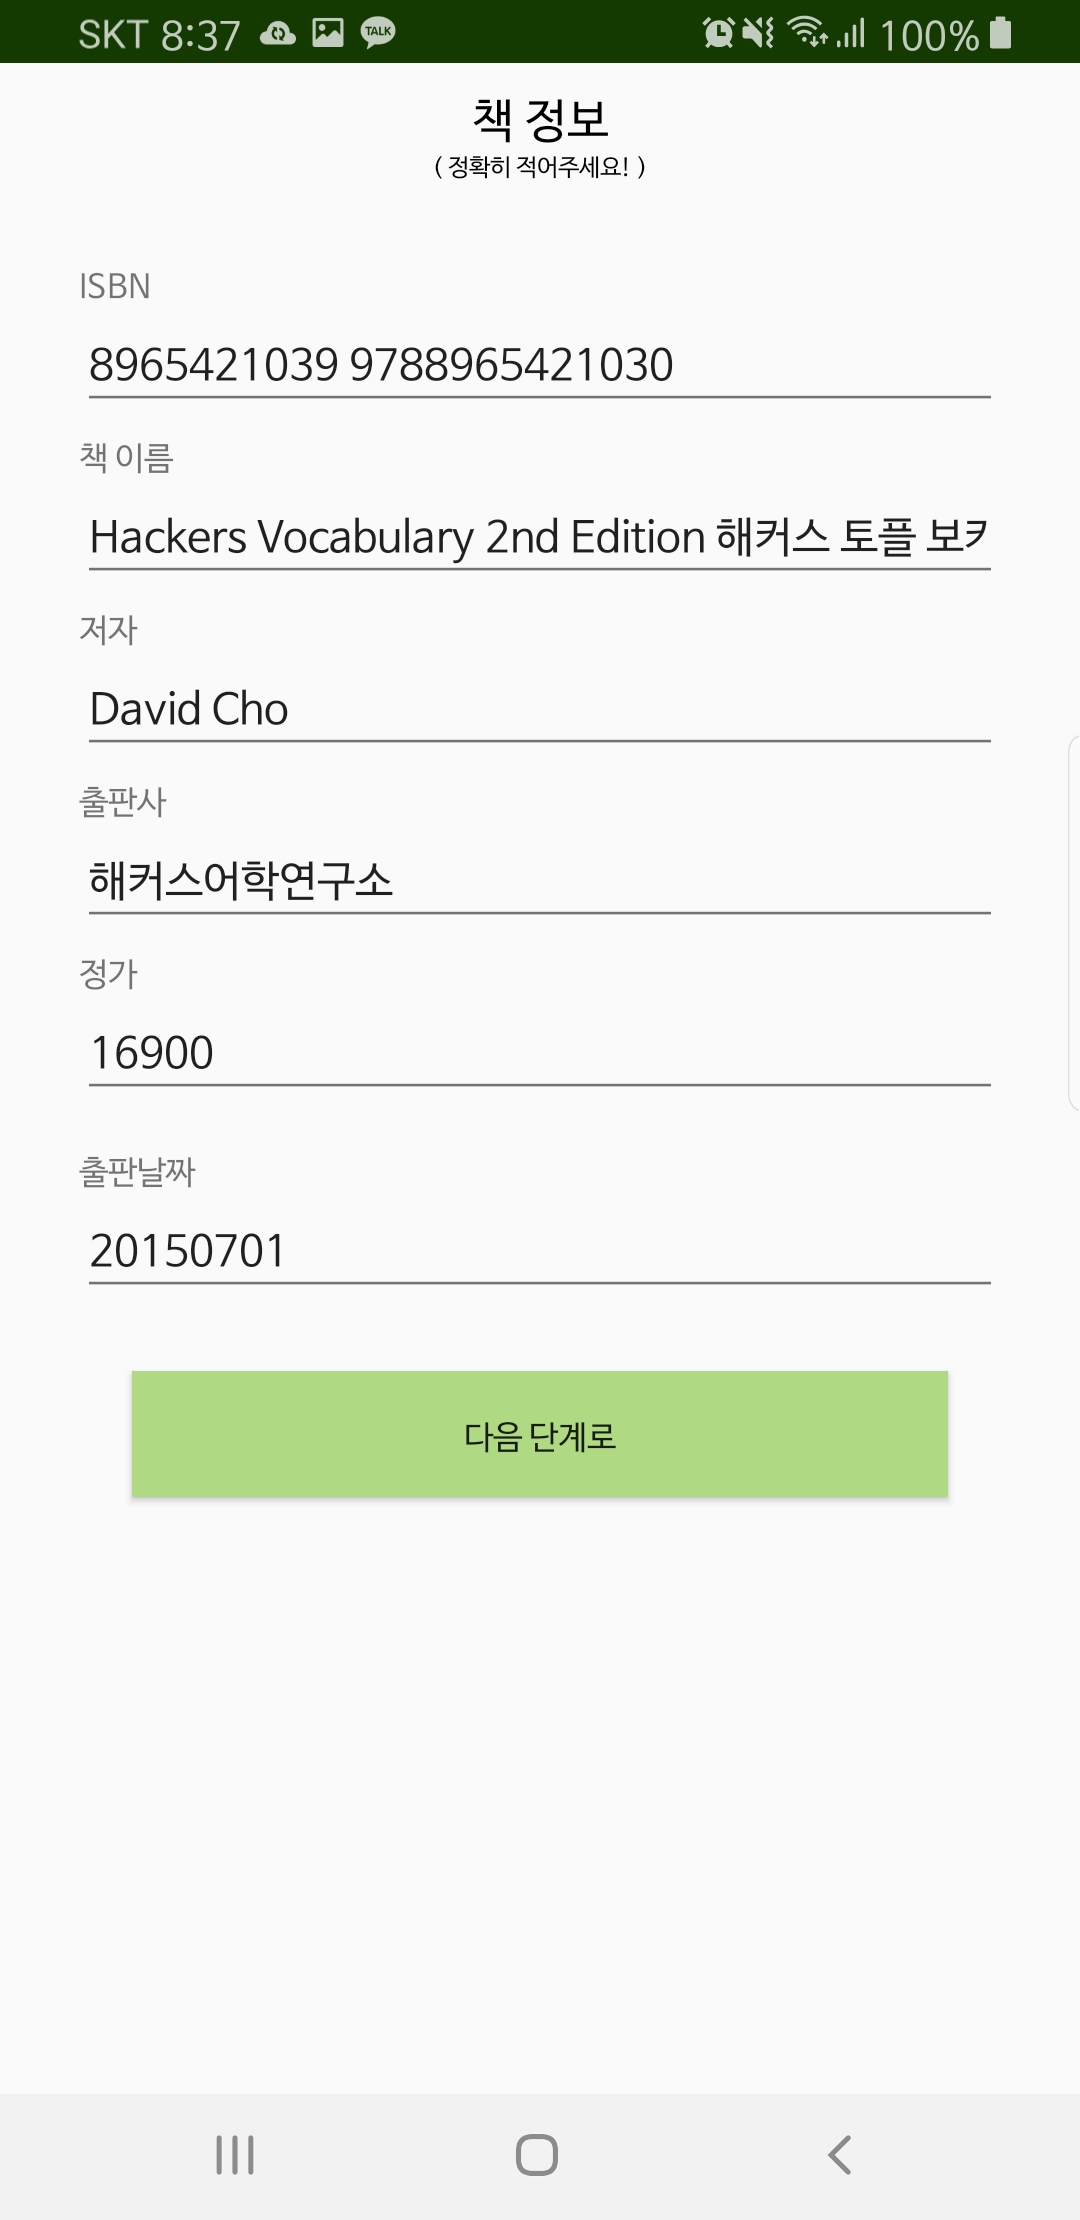 SKT 8:37 TALK 100%
책 정보
( 정확히 적어주세요! )
ISBN
8965421039 9788965421030
책 이름
Hackers Vocabulary 2nd Edition 해커스 토플 보카
저자
David Cho
출판사
해커스어학연구소
정가
16900
출판날짜
20150701
다음 단계로